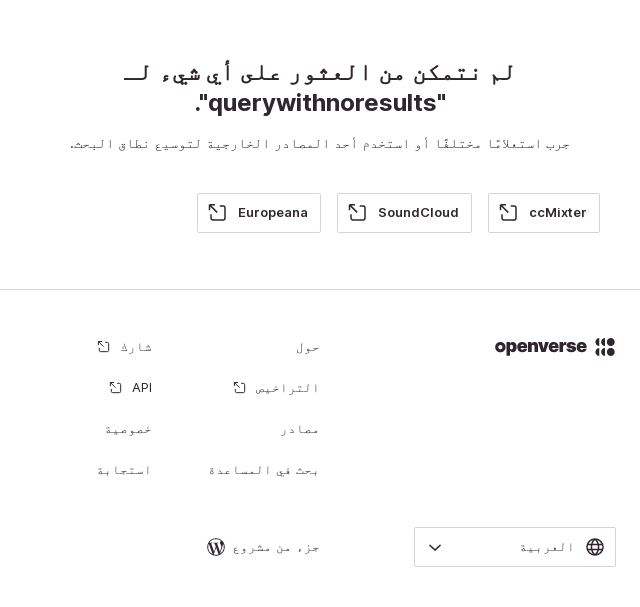 لم نتمكن من العثور على أي شيء لـ
"querywithnoresults".
جرب استعلامًا مختلفًا أو استخدم أحد المصادر الخارجية لتوسيع نطاق البحث.
ccMixter
SoundCloud
Europeana
openverse
حول
التراخيص
مصادر
بحث في المساعدة
شارك
API
خصوصية
استجابة
العربية
جزء من مشروع